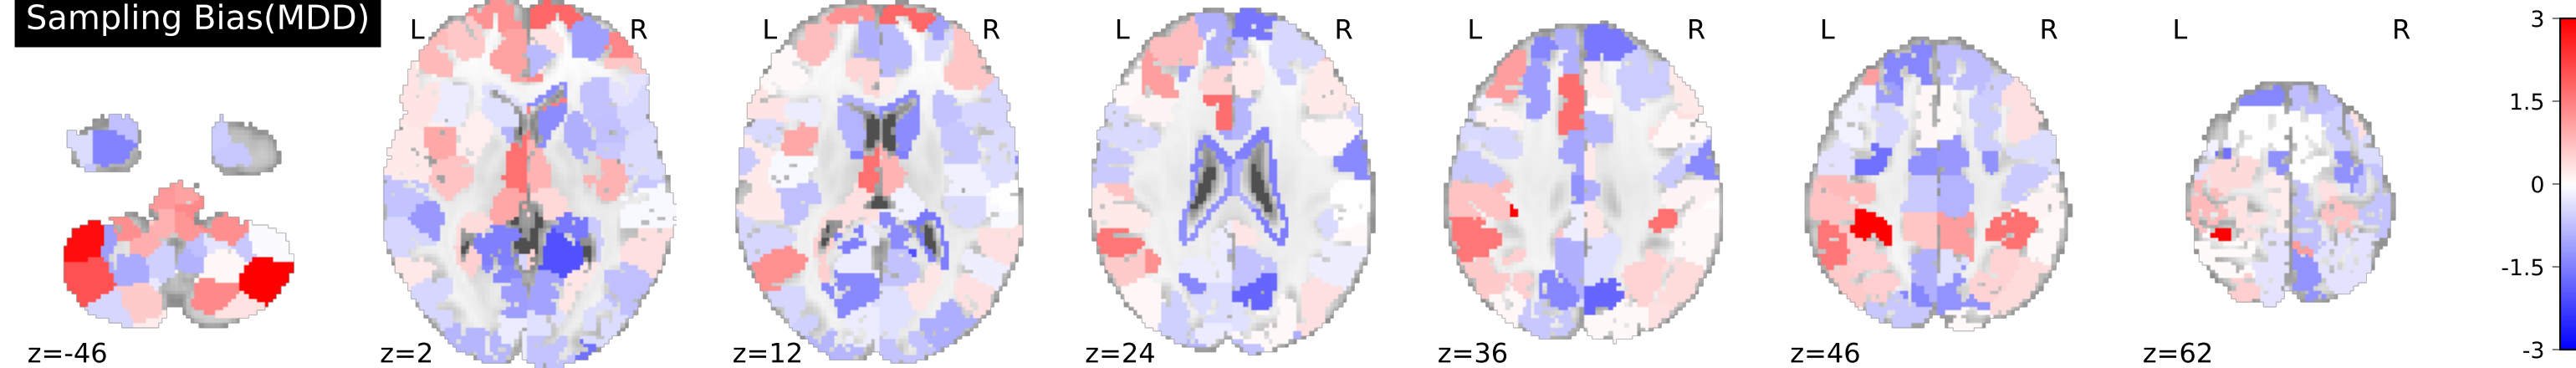 Sampling Bias(MDD)
L R L R L R L R L R L R
3
1.5
0
-1.5
-3
z=-46 z=2 z=12 z=24 z=36 z=46 z=62